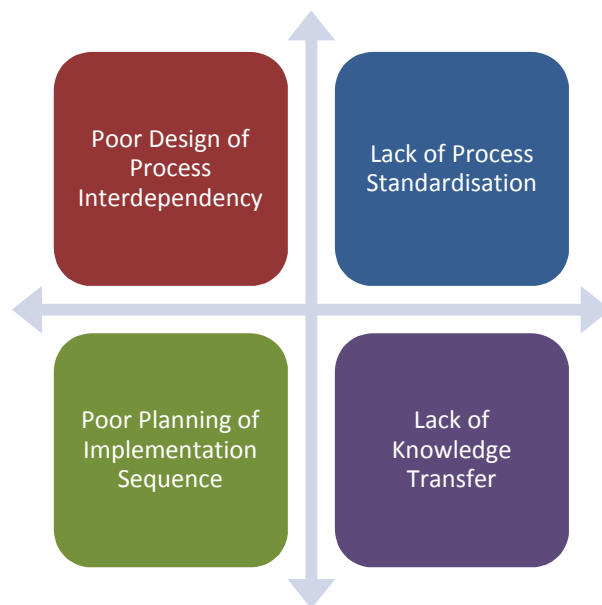 Poor Design of
Process
Interdependency
Lack of Process
Standardisation
Poor Planning of
Implementation
Sequence
Lack of
Knowledge
Transfer